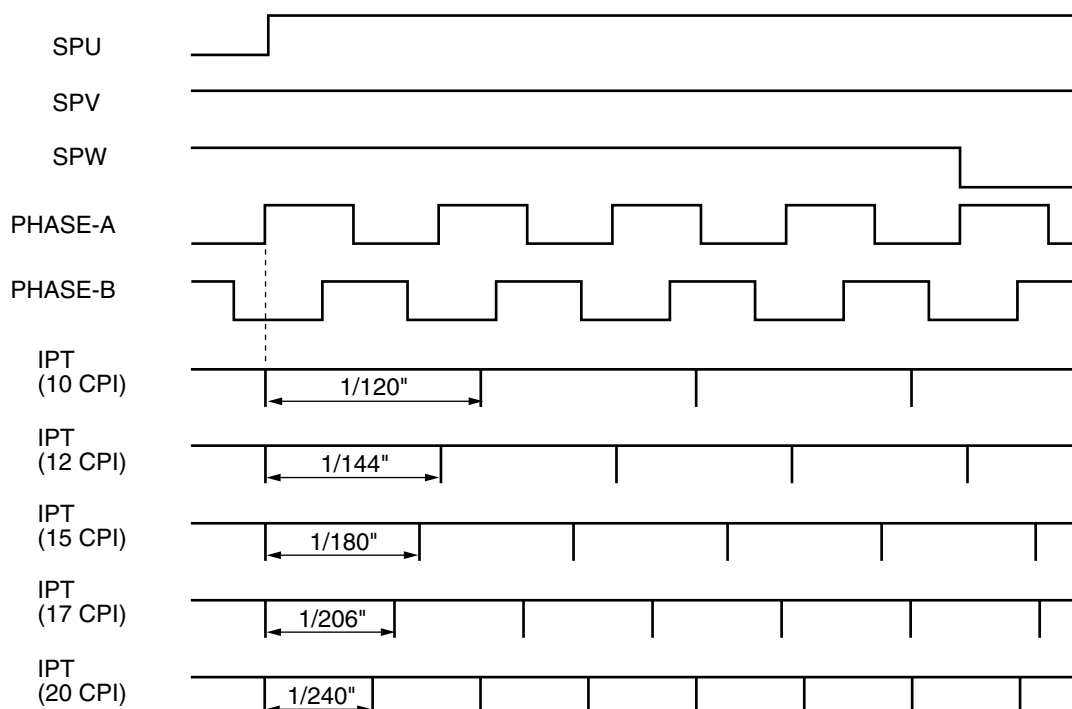 SPU
SPV
SPW
PHASE-A
PHASE-B
IPT
(10 CPI)
1/120"
IPT
(12 CPI)
1/144"
IPT
(15 CPI)
1/180"
IPT
(17 CPI)
1/206"
IPT
(20 CPI)
1/240"